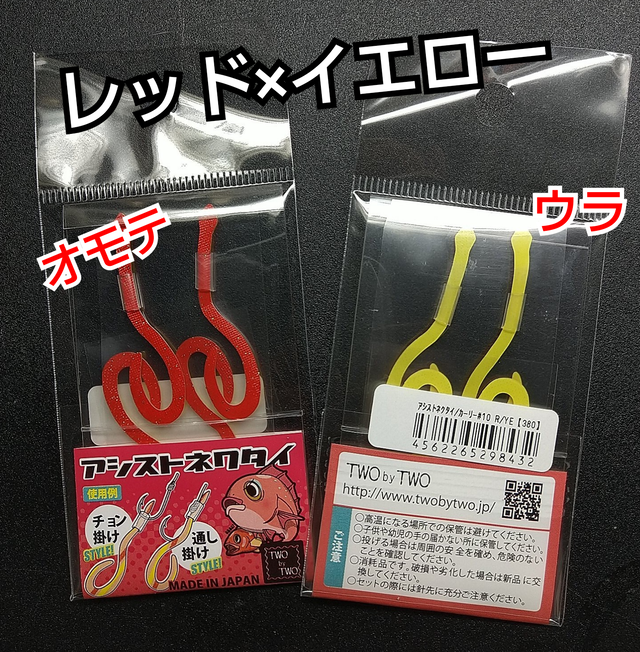 レッド×イエロー
オモテ
ウラ
アシストネクタイ
使用例
チョン
掛け
STYLE!
通し
掛け
STYLE!
TWO
by
TWO
MADE IN JAPAN
アシストネクタイ/カーリー#10 R/YE【380】
4562265298432
TWO by TWO
http://www.twobytwo.jp/
ご注意
○高温になる場所での保管は避けてください。
○子供や幼児の手の届かない所に保管してください。
○投げる場合は周囲の安全を確め、危険のない
ことを確認してください。
○消耗品です。破損や劣化した場合は新品に交
換してください。
○セットの際には針先に充分ご注意ください。